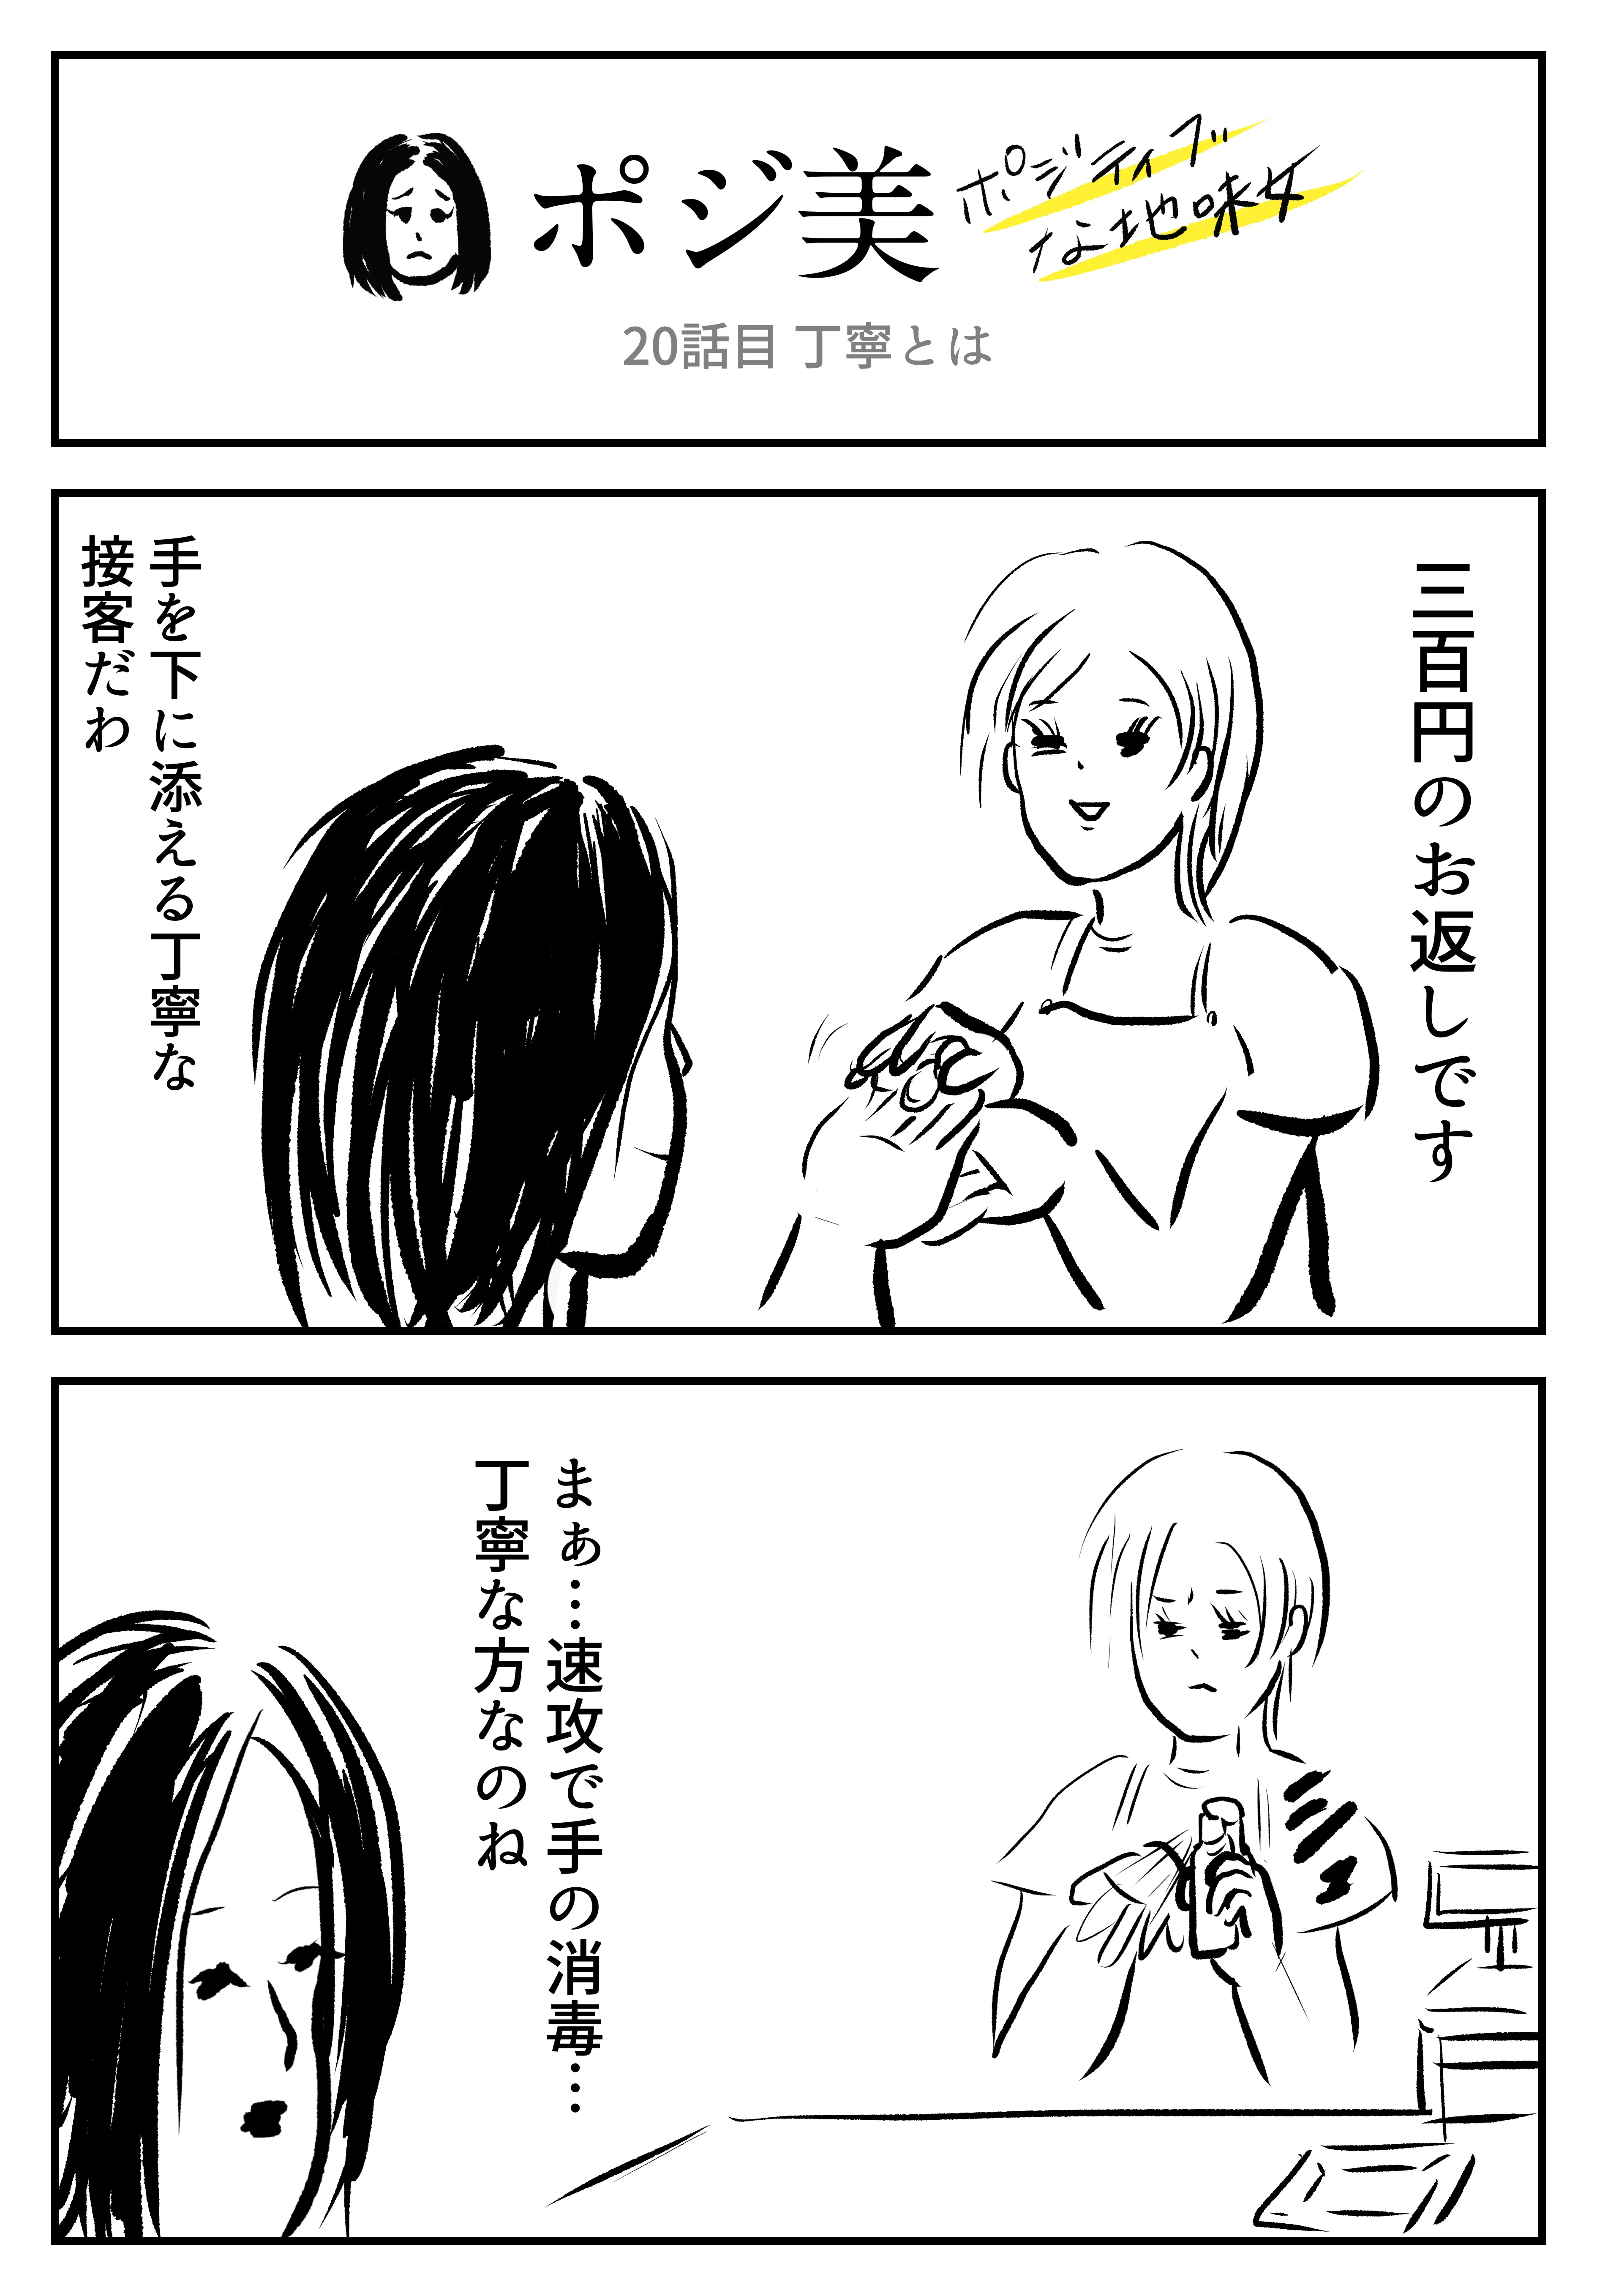 ポジ美
ポジティブ
な地味女
20話目 丁寧とは
三百円のお返しです
手を下に添える丁寧な
接客だわ
シュ
まぁ…速攻で手の消毒…
丁寧な方なのね